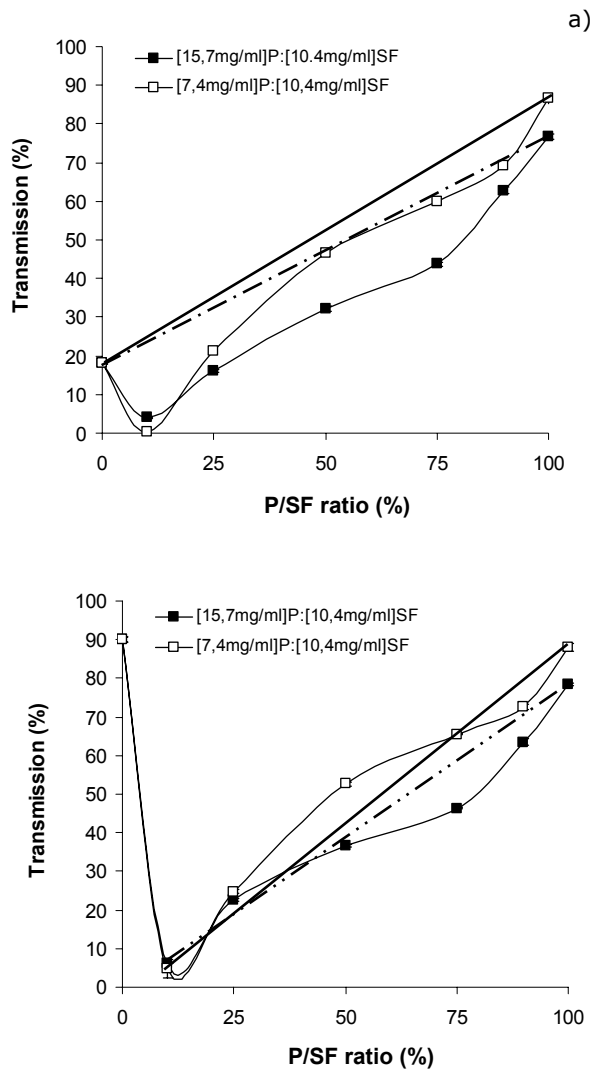 a)
100
90
80
70
60
50
40
30
20
10
0
Transmission (%)
[15,7mg/ml]P:[10.4mg/ml]SF
[7,4mg/ml]P:[10,4mg/ml]SF
0 25 50 75 100
P/SF ratio (%)
100
90
80
70
60
50
40
30
20
10
0
Transmission (%)
[15,7mg/ml]P:[10,4mg/ml]SF
[7,4mg/ml]P:[10,4mg/ml]SF
0 25 50 75 100
P/SF ratio (%)